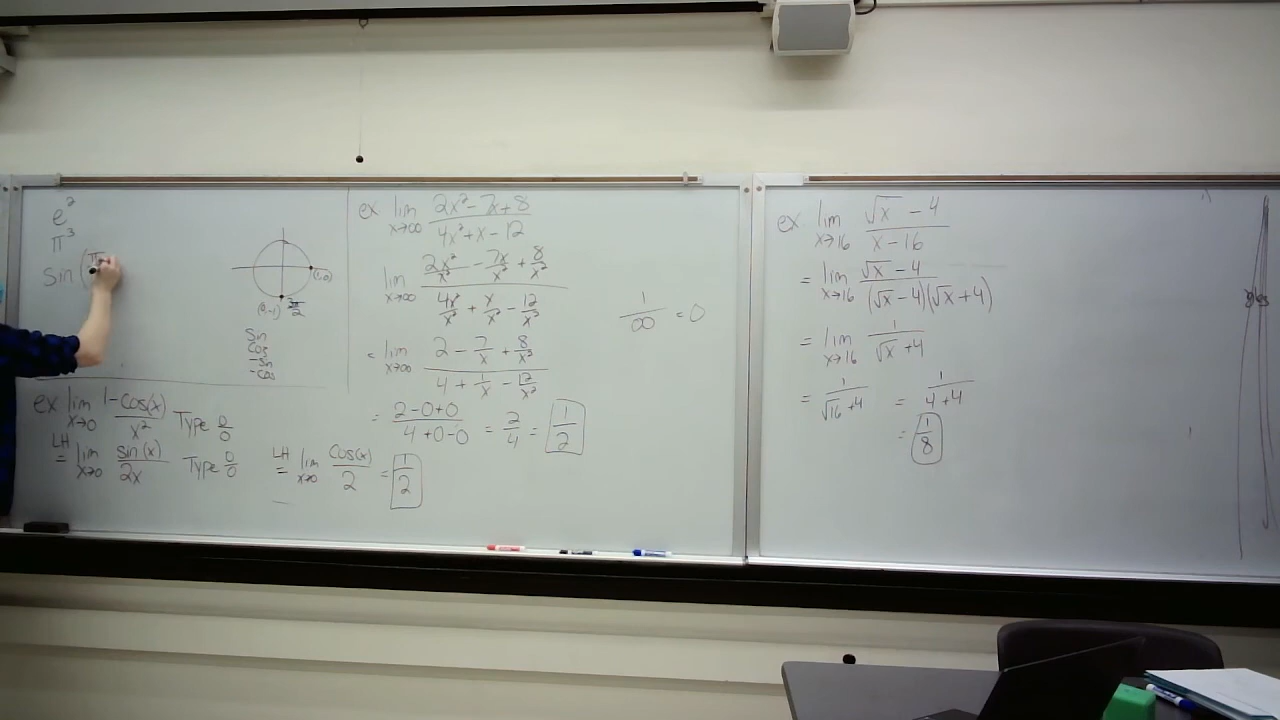 e²
π³
sin(π
(1,0)
(0,-1) 3π/2
sin
cos
-sin
-cos
ex lim x→0 (1-cos(x))/x² Type 0/0
LH = lim x→0 sin(x)/2x Type 0/0 LH = lim x→0 cos(x)/2 = 1/2
ex lim x→∞ (2x²-7x+8)/(4x²+x-12)
lim x→∞ (2x²/x² - 7x/x² + 8/x²)/(4x²/x² + x/x² - 12/x²)
= lim x→∞ (2 - 7/x + 8/x²)/(4 + 1/x - 12/x²)
= (2-0+0)/(4+0-0) = 2/4 = 1/2
1/∞ = 0
ex lim x→16 (√x - 4)/(x-16)
= lim x→16 (√x - 4)/((√x-4)(√x+4))
= lim x→16 1/(√x+4)
= 1/(√16+4) = 1/(4+4)
= 1/8